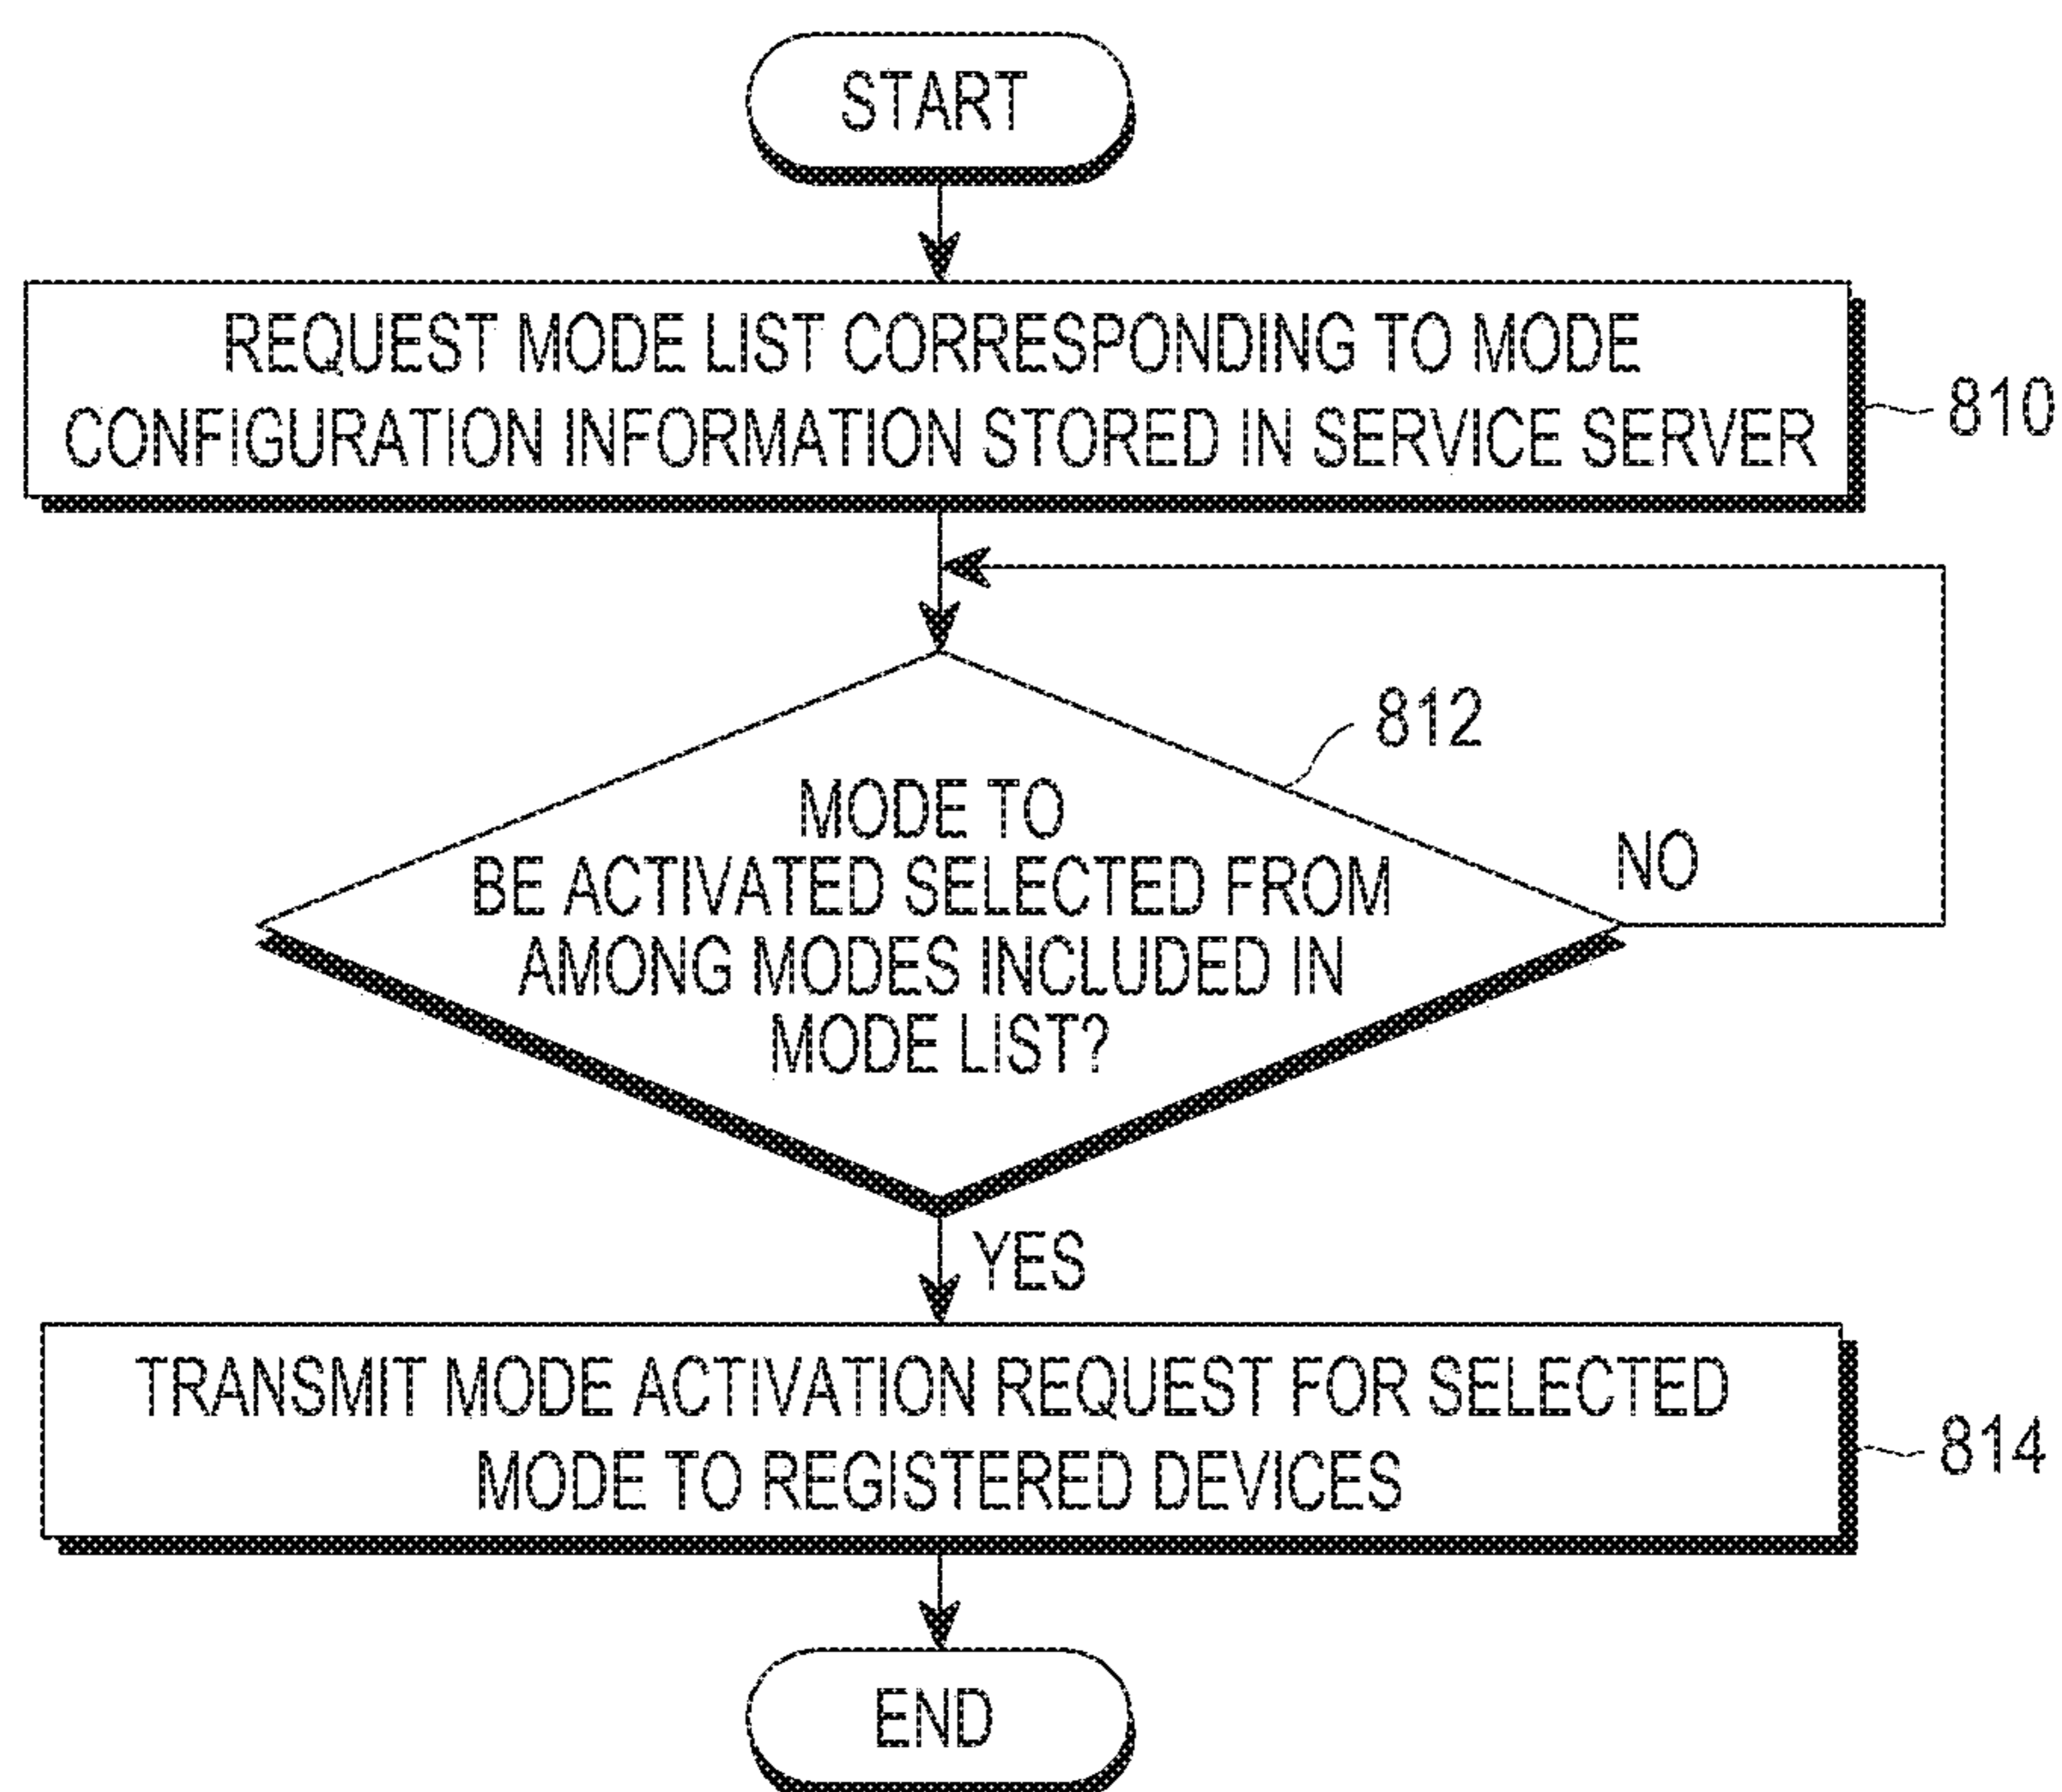 START
REQUEST MODE LIST CORRESPONDING TO MODE
CONFIGURATION INFORMATION STORED IN SERVICE SERVER
810
812
MODE TO
BE ACTIVATED SELECTED FROM
AMONG MODES INCLUDED IN
MODE LIST?
NO
YES
TRANSMIT MODE ACTIVATION REQUEST FOR SELECTED
MODE TO REGISTERED DEVICES
814
END